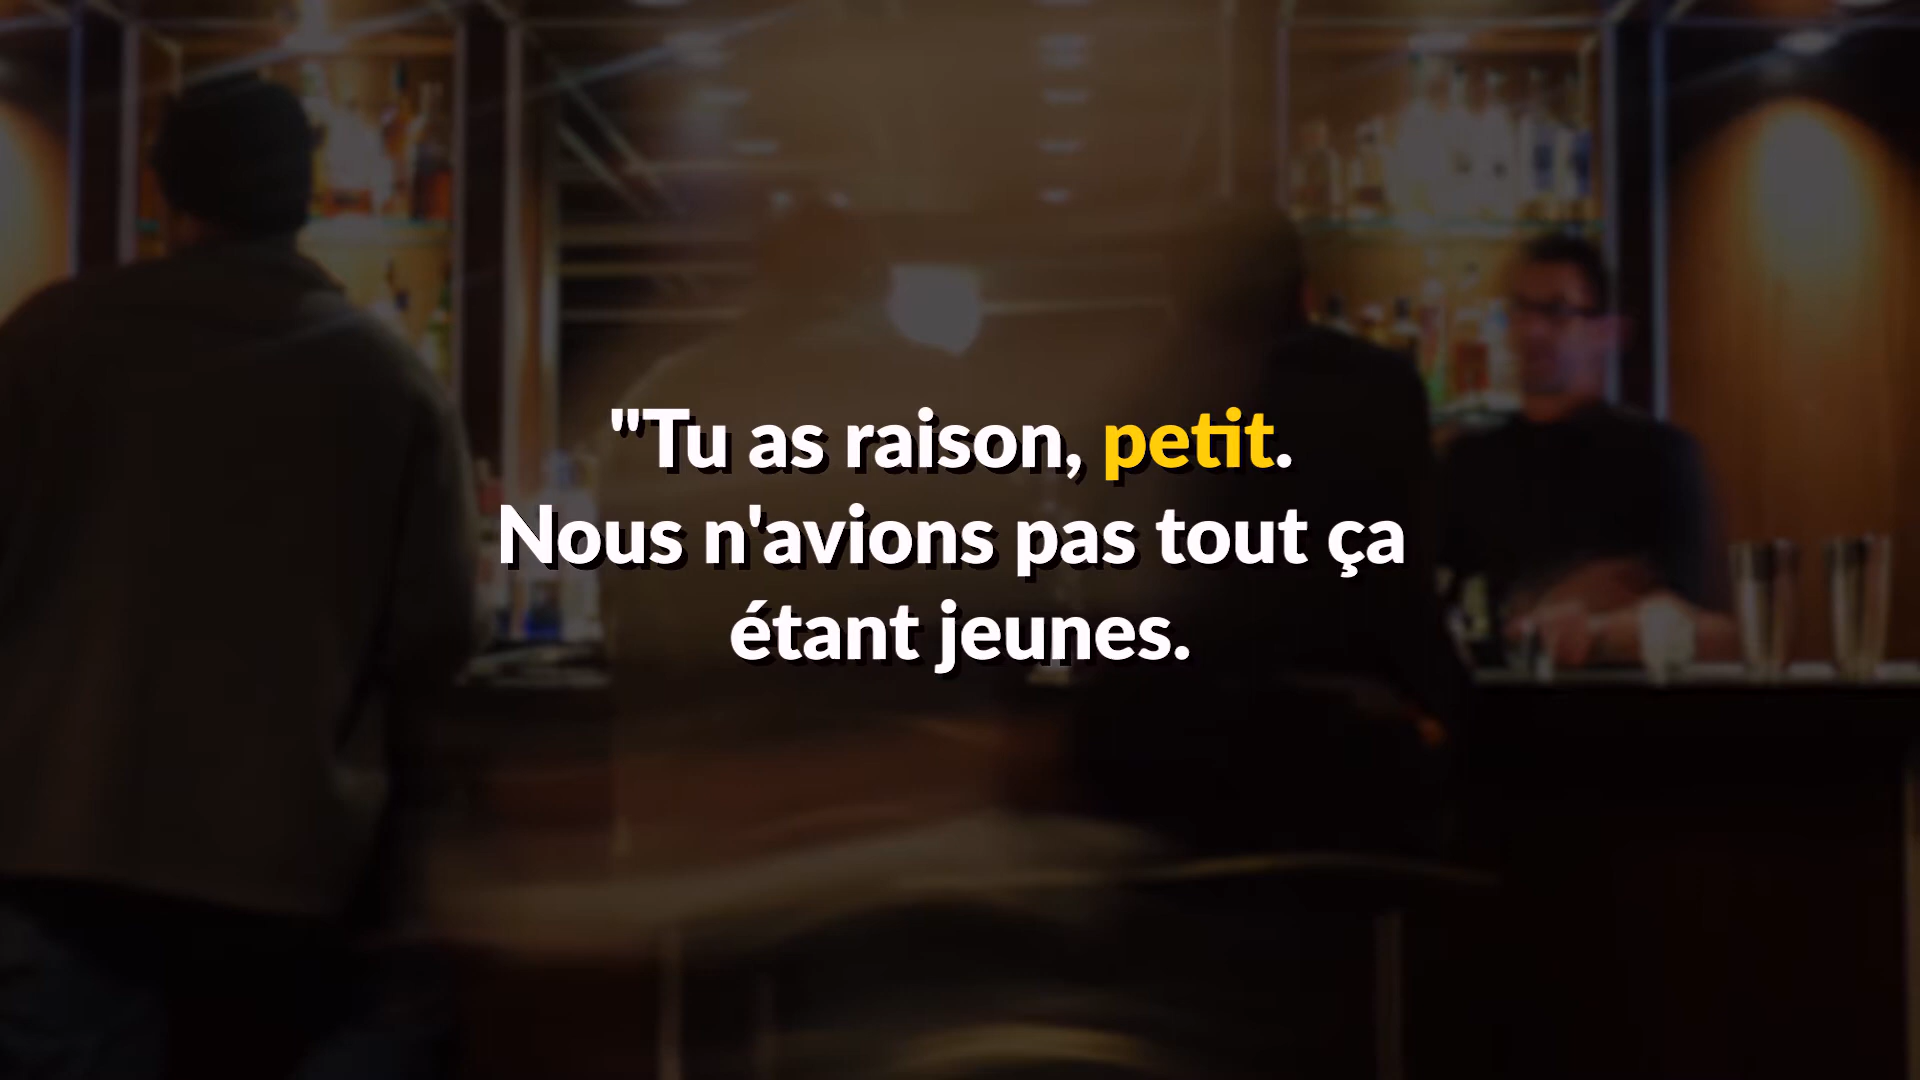 "Tu as raison, petit.
Nous n'avions pas tout ça
étant jeunes.